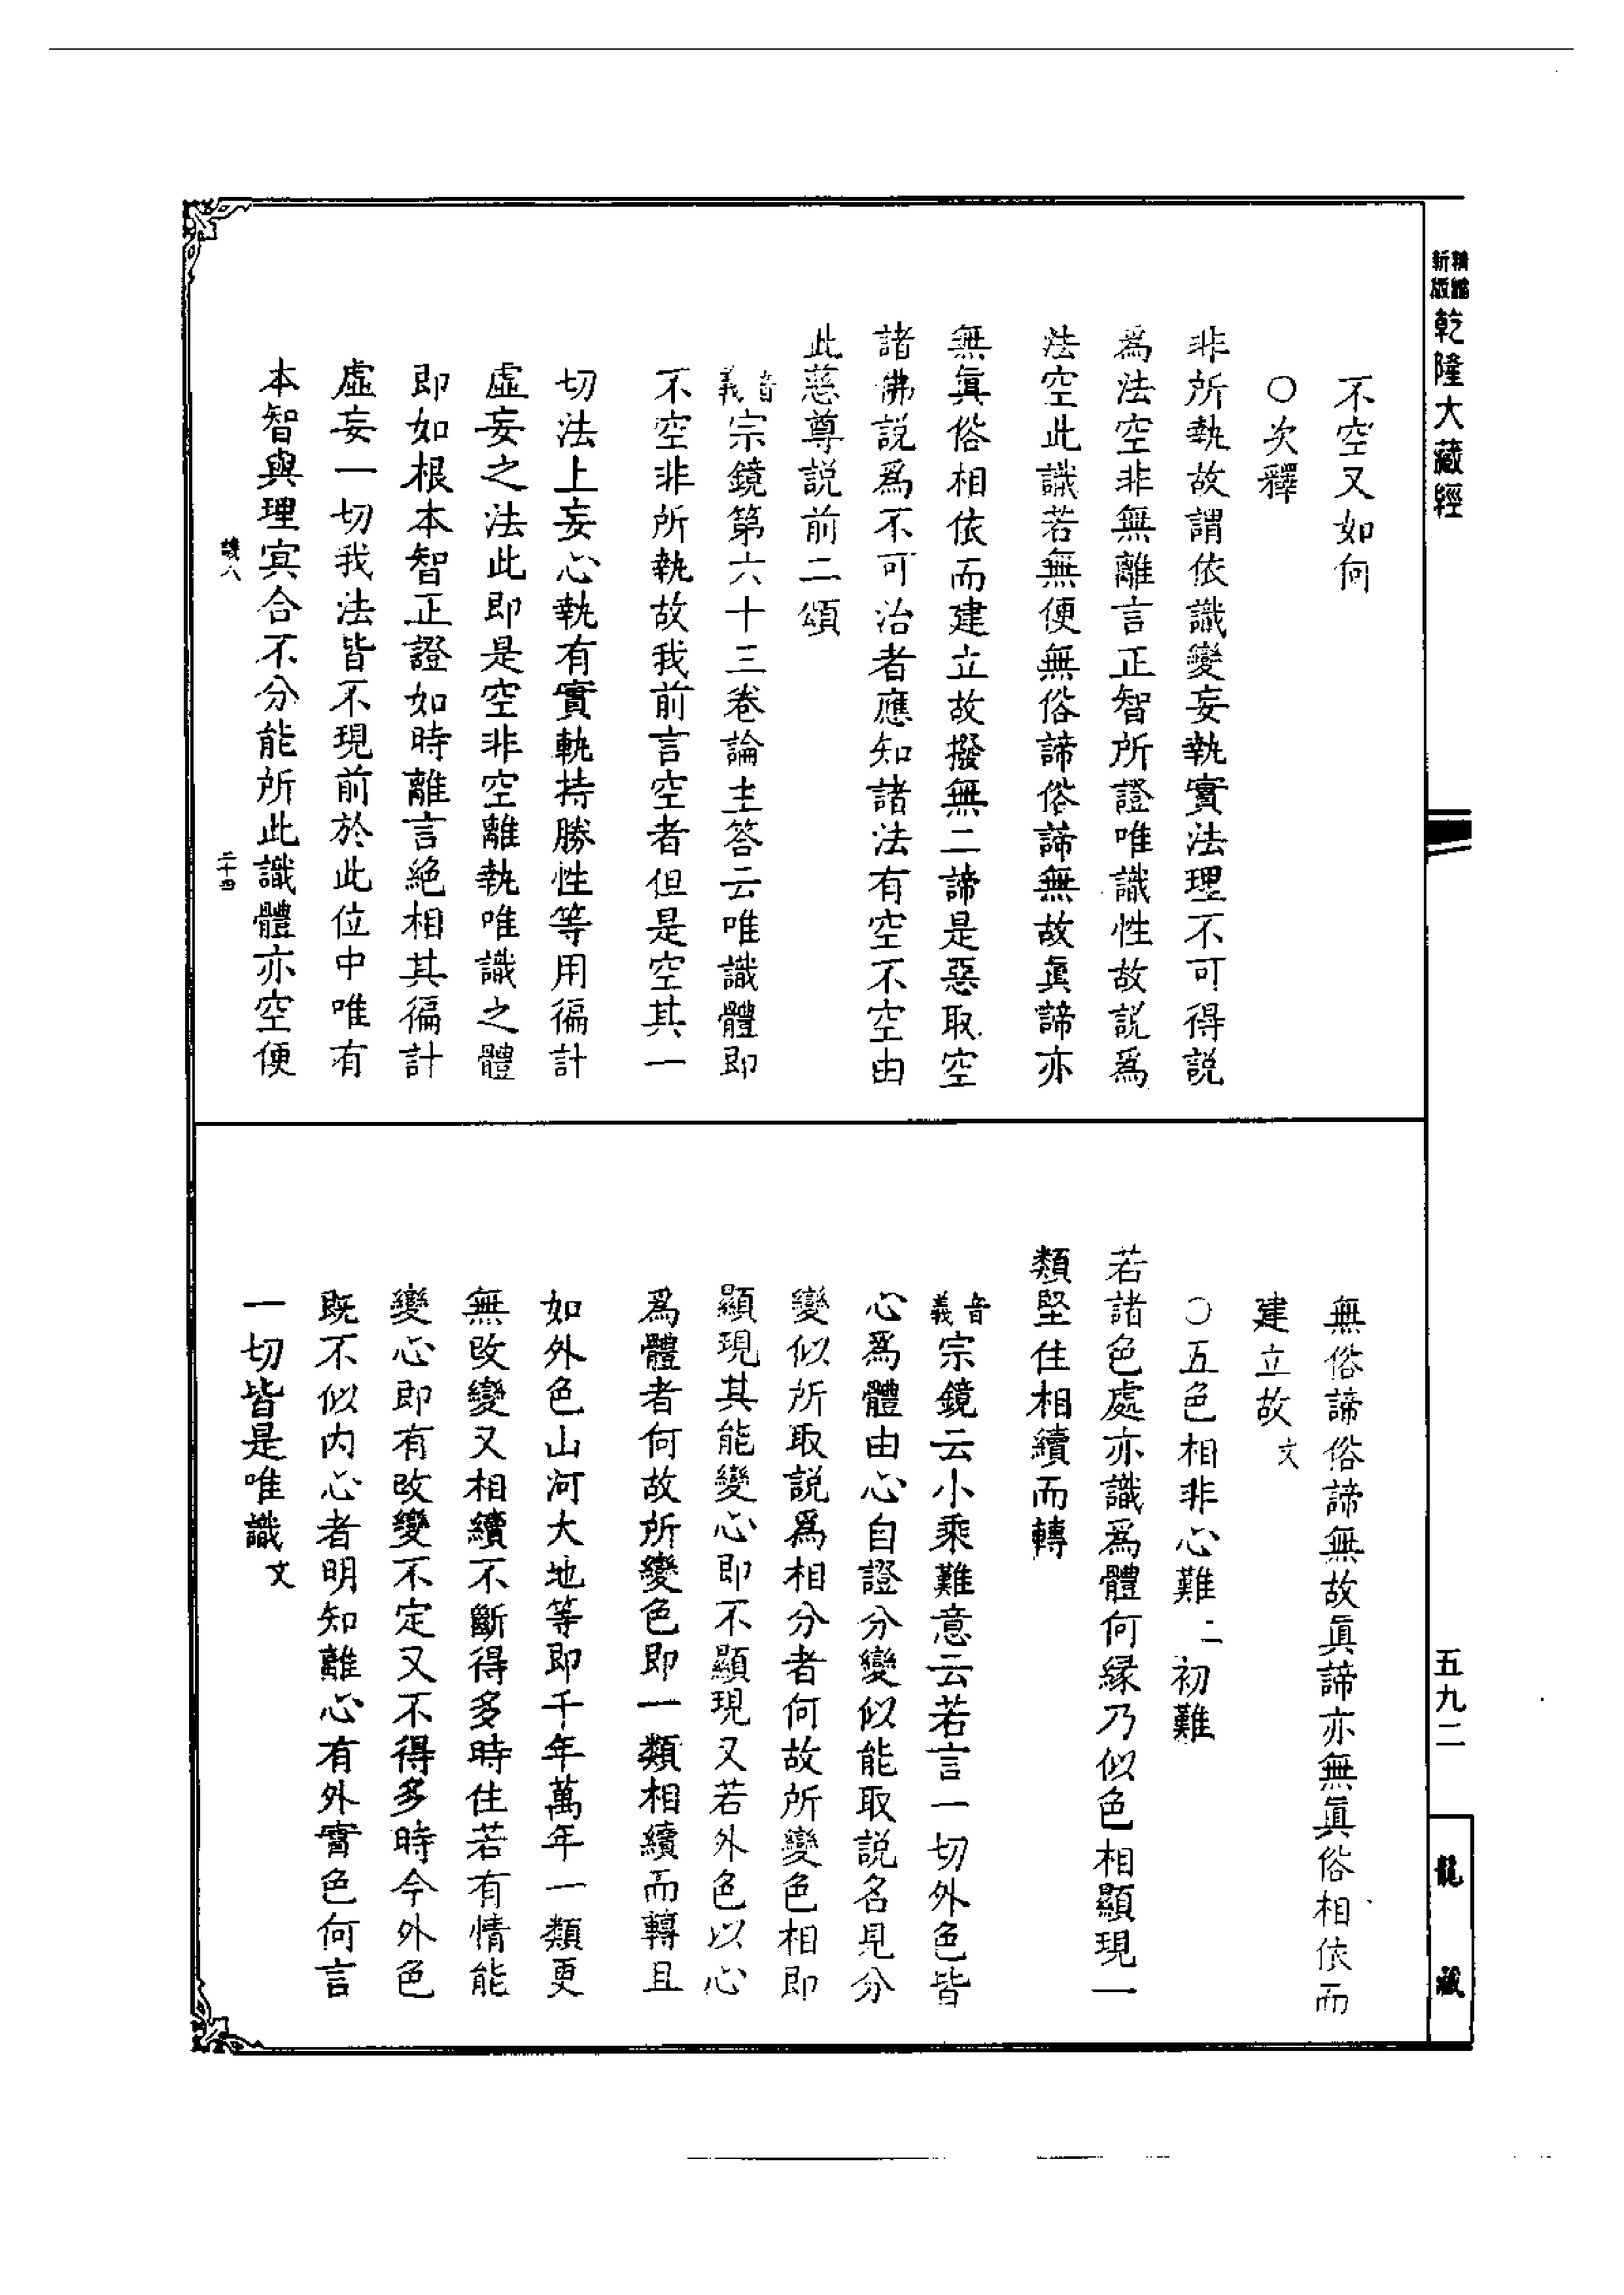 精縮
新版
乾隆大藏經
不空又如何
○次釋
非所執故謂依識變妄執實法理不可得說
爲法空非無離言正智所證唯識性故說爲
法空此識若無便無俗諦俗諦無故眞諦亦
無眞俗相依而建立故撥無二諦是惡取空
諸佛說爲不可治者應知諸法有空不空由
此慈尊說前二頌
音義宗鏡第六十三卷論主答云唯識體即
不空非所執故我前言空者但是空其一
切法上妄心執有實軌持勝性等用徧計
虛妄之法此即是空非空離執唯識之體
即如根本智正證如時離言絕相其徧計
虛妄一切我法皆不現前於此位中唯有
本智與理宾合不分能所此識體亦空便
二十四
無俗諦俗諦無故眞諦亦無眞俗相依而
建立故文
○五色相非心難二初難
若諸色處亦識爲體何緣乃似色相顯現一
類堅住相續而轉
音義宗鏡云小乘難意云若言一切外色皆
心爲體由心自證分變似能取說名見分
變似所取說爲相分者何故所變色相即
顯現其能變心即不顯現又若外色以心
爲體者何故所變色即一類相續而轉且
如外色山河大地等即千年萬年一類更
無改變又相續不斷得多時住若有情能
變心即有改變不定又不得多時今外色
既不似內心者明知離心有外實色何言
一切皆是唯識文
五九二
龍藏